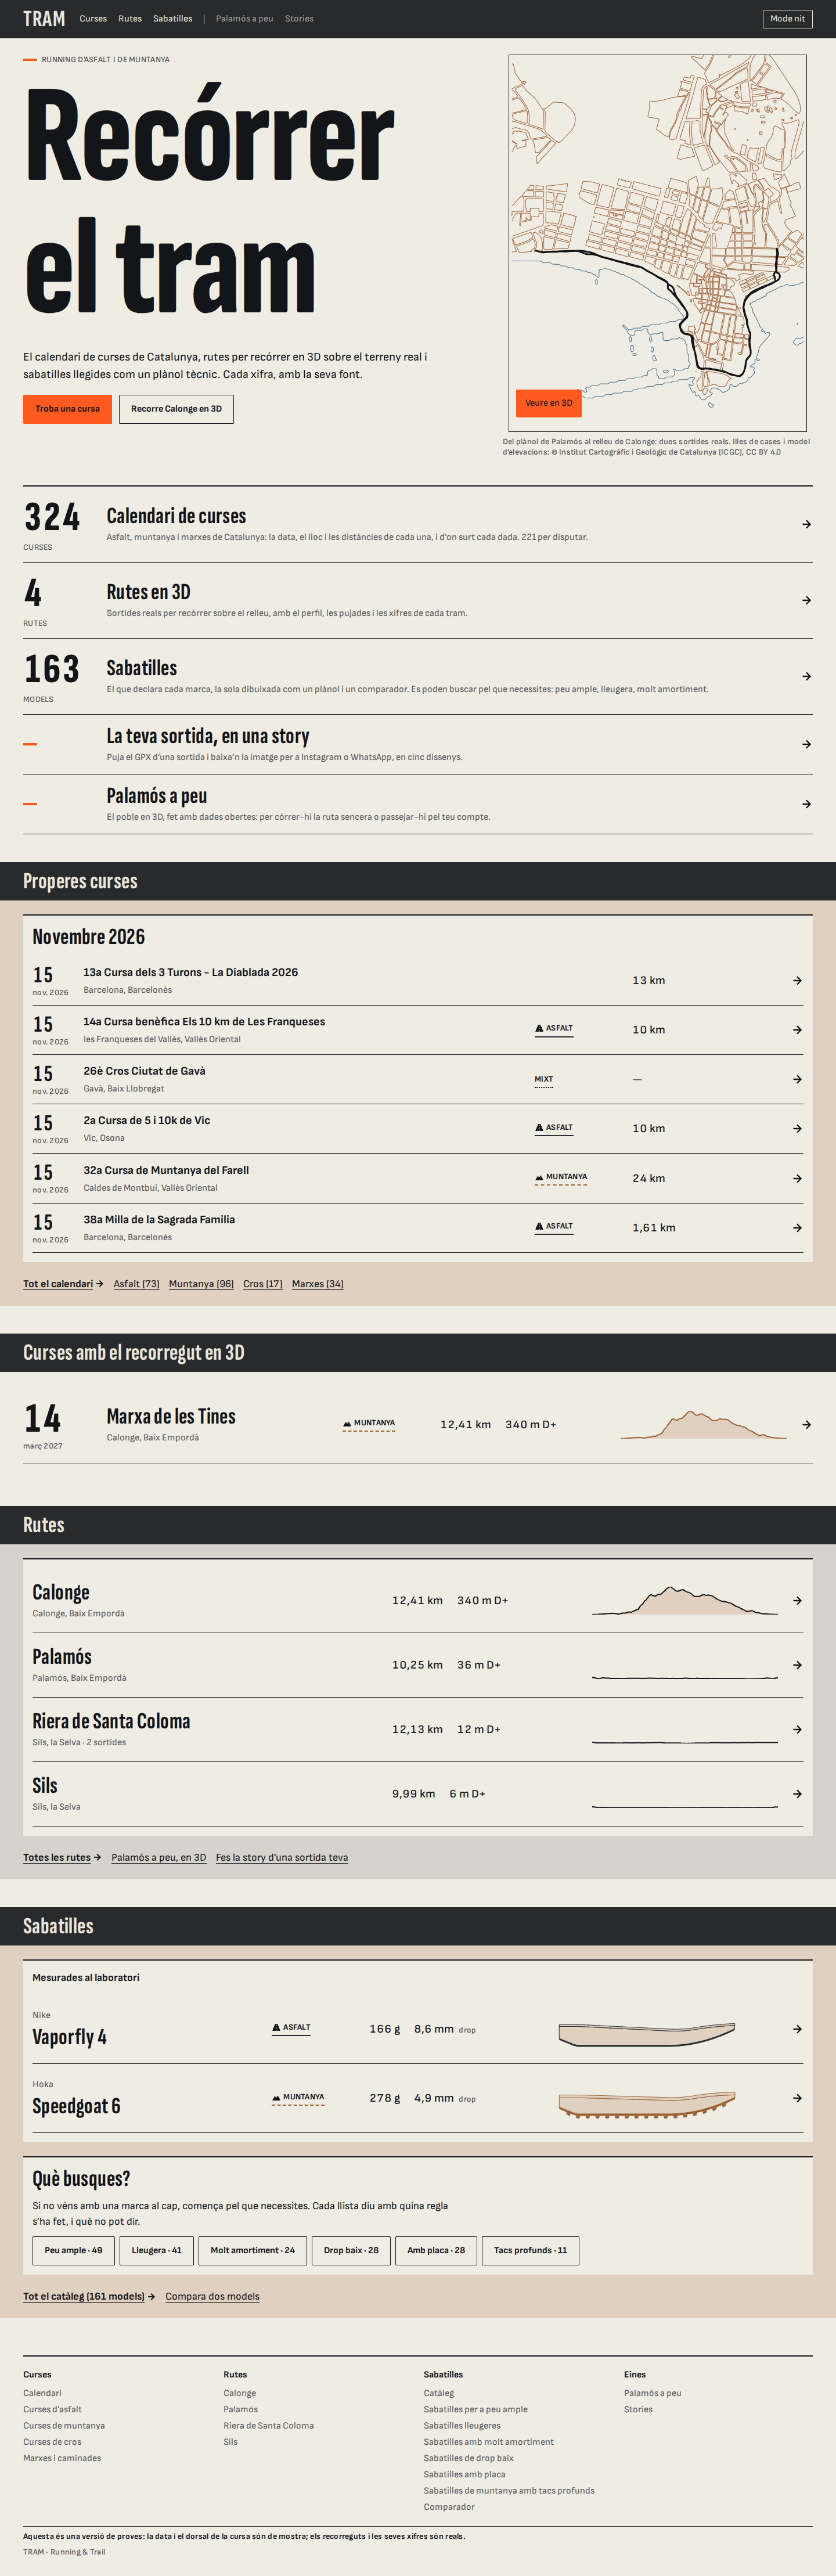 TRAM Curses Rutes Sabatilles | Palamós a peu Stories Mode nit
RUNNING D'ASFALT I DE MUNTANYA
Recórrer
el tram
El calendari de curses de Catalunya, rutes per recórrer en 3D sobre el terreny real i
sabatilles llegides com un plànol tècnic. Cada xifra, amb la seva font.
Troba una cursa Recorre Calonge en 3D
Veure en 3D
Del plànol de Palamós al relleu de Calonge: dues sortides reals. Illes de cases i model
d'elevacions: © Institut Cartogràfic i Geològic de Catalunya (ICGC), CC BY 4.0
324
CURSES
Calendari de curses
Asfalt, muntanya i marxes de Catalunya: la data, el lloc i les distàncies de cada una, i d'on surt cada dada. 221 per disputar.
→
4
RUTES
Rutes en 3D
Sortides reals per recórrer sobre el relleu, amb el perfil, les pujades i les xifres de cada tram.
→
163
MODELS
Sabatilles
El que declara cada marca, la sola dibuixada com un plànol i un comparador. Es poden buscar pel que necessites: peu ample, lleugera, molt amortiment.
→
La teva sortida, en una story
Puja el GPX d'una sortida i baixa'n la imatge per a Instagram o WhatsApp, en cinc dissenys.
→
Palamós a peu
El poble en 3D, fet amb dades obertes: per córrer-hi la ruta sencera o passejar-hi pel teu compte.
→
Properes curses
Novembre 2026
15 13a Cursa dels 3 Turons - La Diablada 2026 13 km →
nov. 2026 Barcelona, Barcelonès
15 14a Cursa benèfica Els 10 km de Les Franqueses ASFALT 10 km →
nov. 2026 les Franqueses del Vallès, Vallès Oriental
15 26è Cros Ciutat de Gavà MIXT — →
nov. 2026 Gavà, Baix Llobregat
15 2a Cursa de 5 i 10k de Vic ASFALT 10 km →
nov. 2026 Vic, Osona
15 32a Cursa de Muntanya del Farell MUNTANYA 24 km →
nov. 2026 Caldes de Montbui, Vallès Oriental
15 38a Milla de la Sagrada Familia ASFALT 1,61 km →
nov. 2026 Barcelona, Barcelonès
Tot el calendari → Asfalt (73) Muntanya (96) Cros (17) Marxes (34)
Curses amb el recorregut en 3D
14 Marxa de les Tines MUNTANYA 12,41 km 340 m D+ →
març 2027 Calonge, Baix Empordà
Rutes
Calonge 12,41 km 340 m D+ →
Calonge, Baix Empordà
Palamós 10,25 km 36 m D+ →
Palamós, Baix Empordà
Riera de Santa Coloma 12,13 km 12 m D+ →
Sils, la Selva · 2 sortides
Sils 9,99 km 6 m D+ →
Sils, la Selva
Totes les rutes → Palamós a peu, en 3D Fes la story d'una sortida teva
Sabatilles
Mesurades al laboratori
Nike
Vaporfly 4 ASFALT 166 g 8,6 mm drop →
Hoka
Speedgoat 6 MUNTANYA 278 g 4,9 mm drop →
Què busques?
Si no véns amb una marca al cap, comença pel que necessites. Cada llista diu amb quina regla
s'ha fet, i què no pot dir.
Peu ample · 49 Lleugera · 41 Molt amortiment · 24 Drop baix · 28 Amb placa · 28 Tacs profunds · 11
Tot el catàleg (161 models) → Compara dos models
Curses
Calendari
Curses d'asfalt
Curses de muntanya
Curses de cros
Marxes i caminades
Rutes
Calonge
Palamós
Riera de Santa Coloma
Sils
Sabatilles
Catàleg
Sabatilles per a peu ample
Sabatilles lleugeres
Sabatilles amb molt amortiment
Sabatilles de drop baix
Sabatilles amb placa
Sabatilles de muntanya amb tacs profunds
Comparador
Eines
Palamós a peu
Stories
Aquesta és una versió de proves: la data i el dorsal de la cursa són de mostra; els recorreguts i les seves xifres són reals.
TRAM · Running & Trail